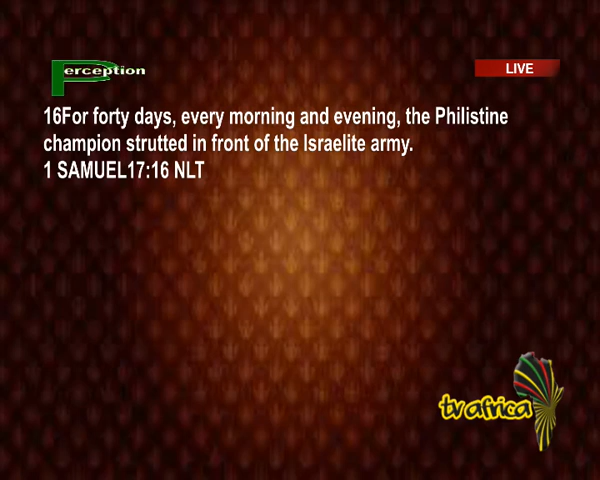 Perception
LIVE
16For forty days, every morning and evening, the Philistine
champion strutted in front of the Israelite army.
1 SAMUEL17:16 NLT
tv africa